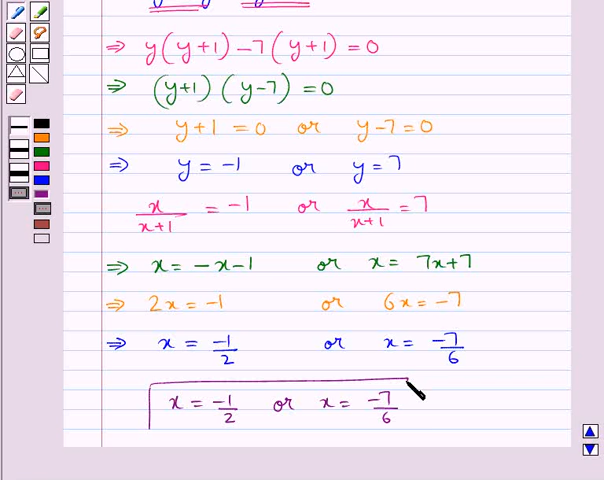 ⇒ y(y+1)-7(y+1)=0
⇒ (y+1)(y-7)=0
⇒ y+1=0 or y-7=0
⇒ y=-1 or y=7
x/(x+1)=-1 or x/(x+1)=7
⇒ x=-x-1 or x=7x+7
⇒ 2x=-1 or 6x=-7
⇒ x=-1/2 or x=-7/6
x=-1/2 or x=-7/6